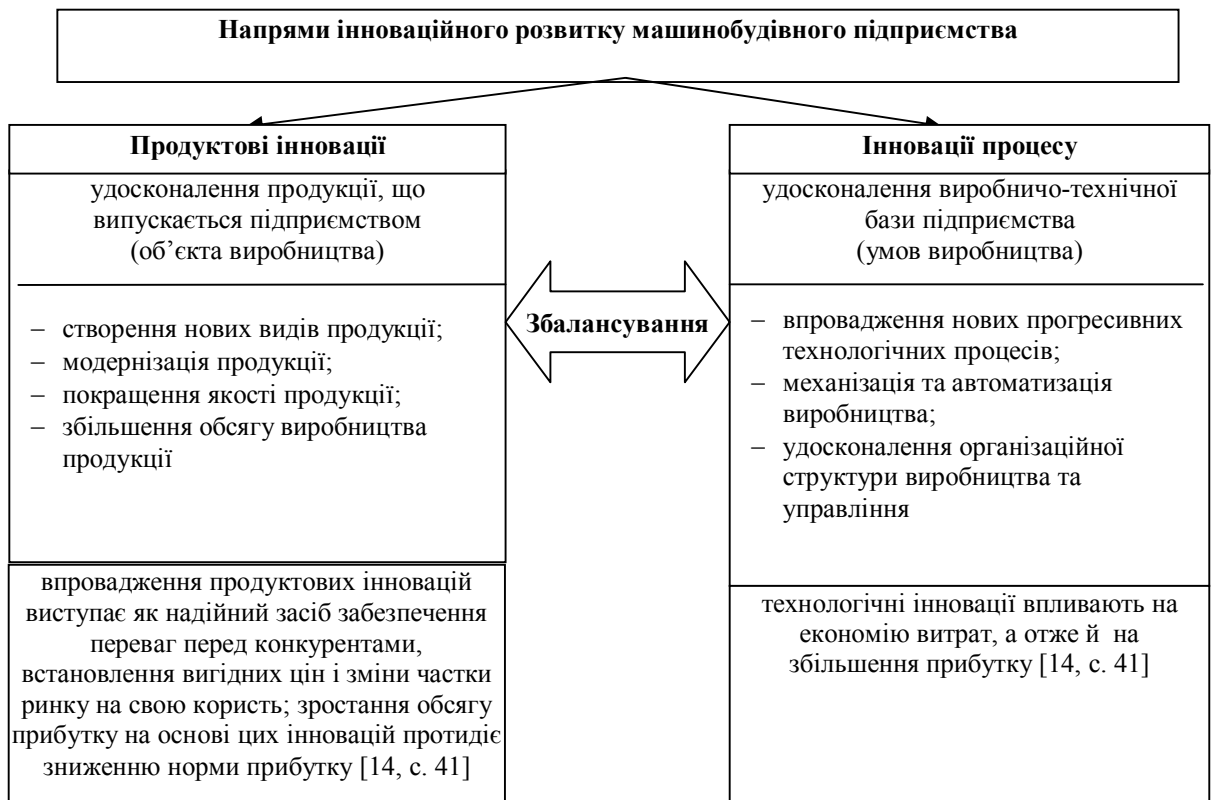 Напрями інноваційного розвитку машинобудівного підприємства
Продуктові інновації
удосконалення продукції, що
випускається підприємством
(об’єкта виробництва)
– створення нових видів продукції;
– модернізація продукції;
– покращення якості продукції;
– збільшення обсягу виробництва
продукції
впровадження продуктових інновацій
виступає як надійний засіб забезпечення
переваг перед конкурентами,
встановлення вигідних цін і зміни частки
ринку на свою користь; зростання обсягу
прибутку на основі цих інновацій протидіє
зниженню норми прибутку [14, с. 41]
Збалансування
Інновації процесу
удосконалення виробничо-технічної
бази підприємства
(умов виробництва)
– впровадження нових прогресивних
технологічних процесів;
– механізація та автоматизація
виробництва;
– удосконалення організаційної
структури виробництва та
управління
технологічні інновації впливають на
економію витрат, а отже й на
збільшення прибутку [14, с. 41]